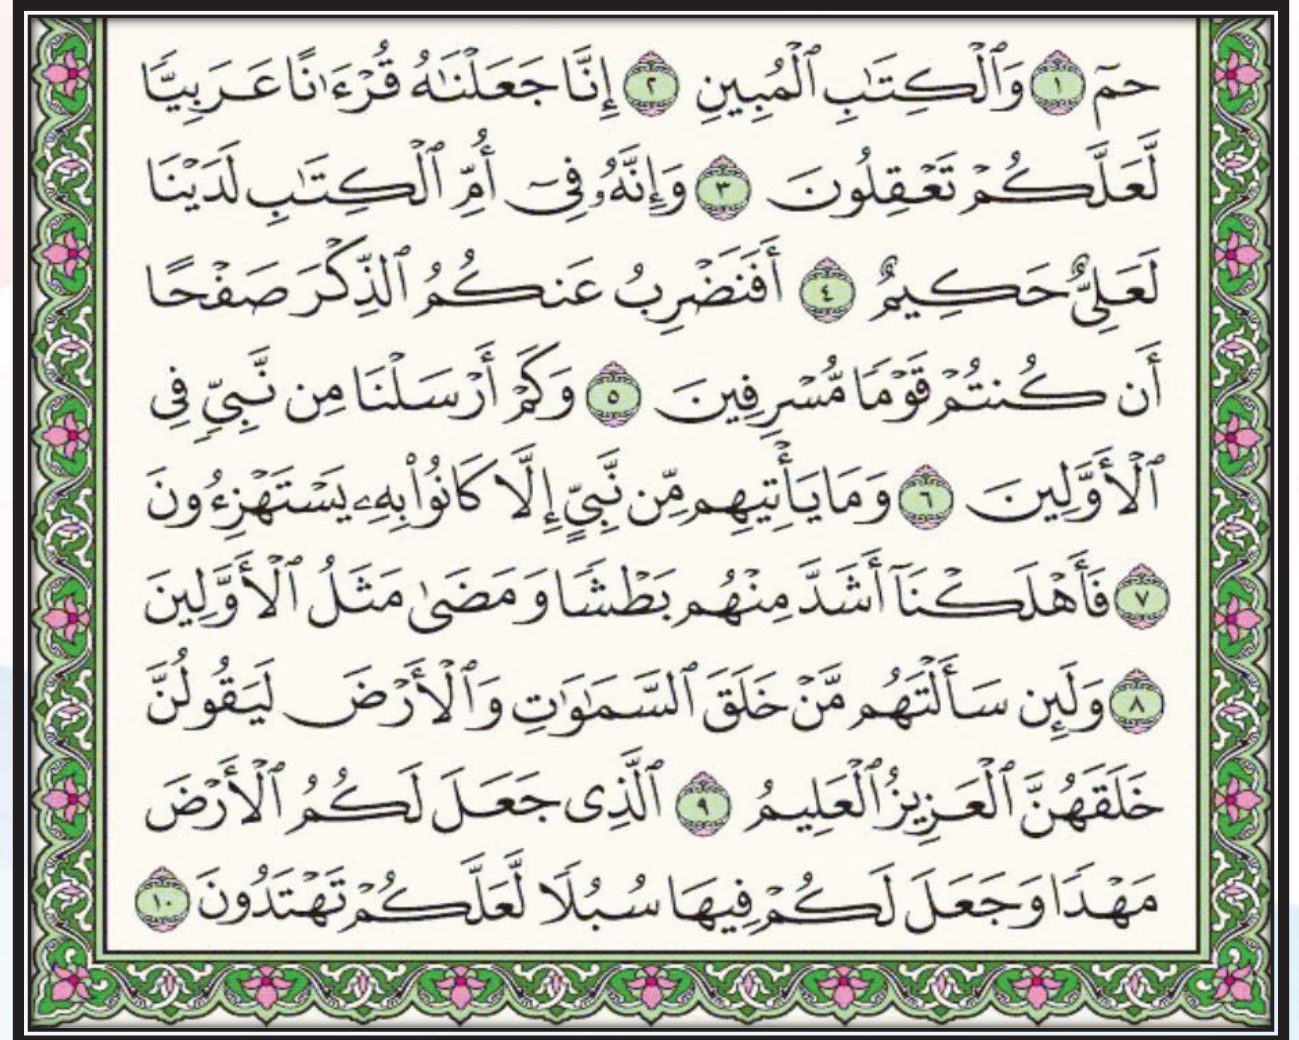 حمٓ ١ وَٱلْكِتَٰبِ ٱلْمُبِينِ ٢ إِنَّا جَعَلْنَٰهُ قُرْءَٰنًا عَرَبِيًّا
لَّعَلَّكُمْ تَعْقِلُونَ ٣ وَإِنَّهُۥ فِىٓ أُمِّ ٱلْكِتَٰبِ لَدَيْنَا
لَعَلِىٌّ حَكِيمٌ ٤ أَفَنَضْرِبُ عَنكُمُ ٱلذِّكْرَ صَفْحًا
أَن كُنتُمْ قَوْمًا مُّسْرِفِينَ ٥ وَكَمْ أَرْسَلْنَا مِن نَّبِىٍّ فِى
ٱلْأَوَّلِينَ ٦ وَمَا يَأْتِيهِم مِّن نَّبِىٍّ إِلَّا كَانُوا۟ بِهِۦ يَسْتَهْزِءُونَ
٧ فَأَهْلَكْنَآ أَشَدَّ مِنْهُم بَطْشًا وَمَضَىٰ مَثَلُ ٱلْأَوَّلِينَ
٨ وَلَئِن سَأَلْتَهُم مَّنْ خَلَقَ ٱلسَّمَٰوَٰتِ وَٱلْأَرْضَ لَيَقُولُنَّ
خَلَقَهُنَّ ٱلْعَزِيزُ ٱلْعَلِيمُ ٩ ٱلَّذِى جَعَلَ لَكُمُ ٱلْأَرْضَ
مَهْدًا وَجَعَلَ لَكُمْ فِيهَا سُبُلًا لَّعَلَّكُمْ تَهْتَدُونَ ١٠